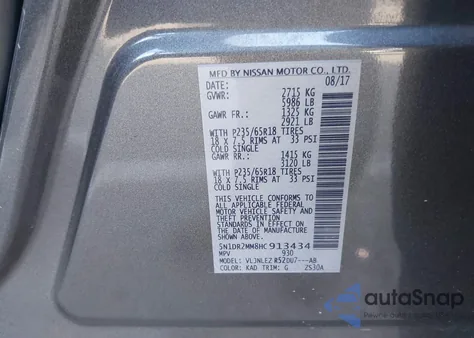 MFD BY NISSAN MOTOR CO., LTD.
DATE: 08/17
GVWR: 2715 KG
5986 LB
GAWR FR.: 1325 KG
2921 LB
WITH P235/65R18 TIRES
18 x 7.5 RIMS AT 33 PSI
COLD SINGLE
GAWR RR.: 1415 KG
3120 LB
WITH P235/65R18 TIRES
18 x 7.5 RIMS AT 33 PSI
COLD SINGLE
THIS VEHICLE CONFORMS TO ALL
APPLICABLE FEDERAL
MOTOR VEHICLE SAFETY AND
THEFT PREVENTION STANDARDS
IN EFFECT ON THE DATE OF
MANUFACTURE SHOWN ABOVE.
5N1DR2MM8HC913434
MPV 930
MODEL: VLJNLEZ R52UU7---AB
COLOR: KAD TRIM: G ZS30A
autoSnap